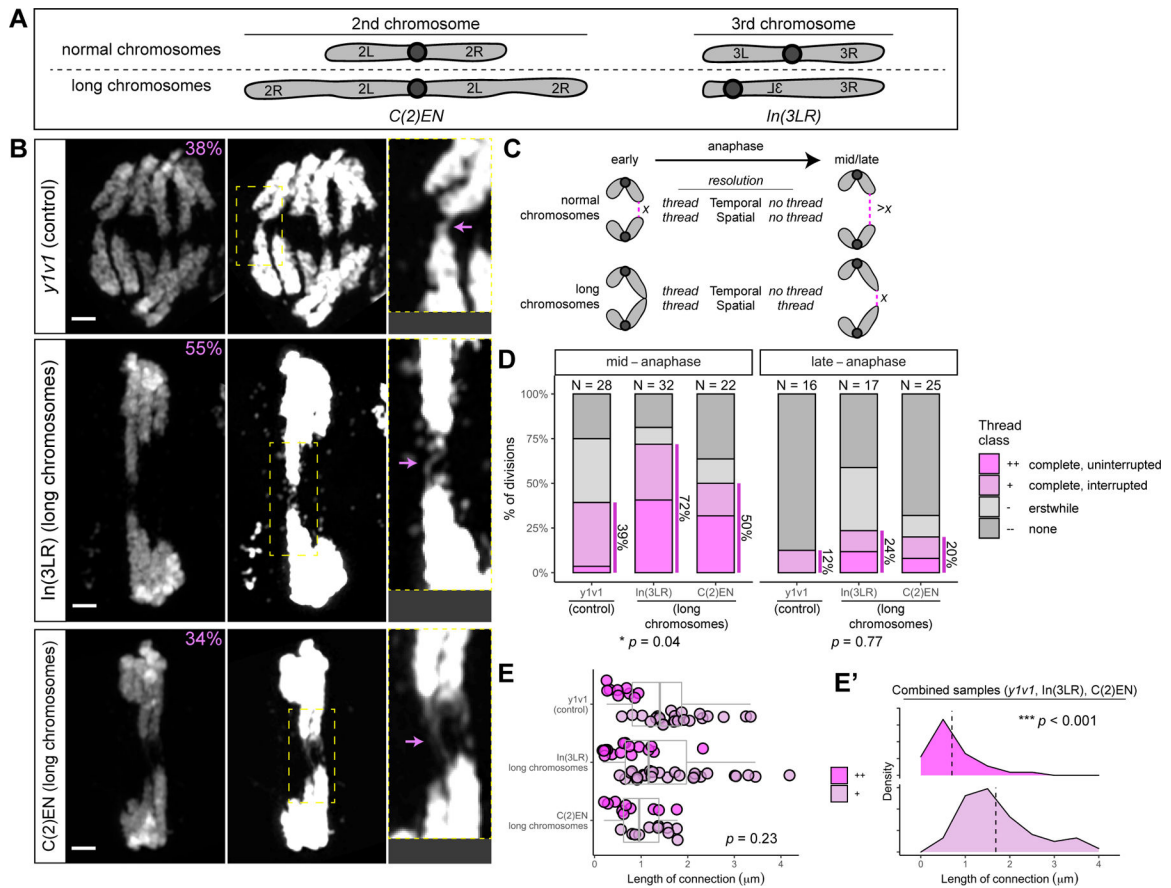 A
2nd chromosome
3rd chromosome
normal chromosomes
2L
2R
3L
3R
long chromosomes
2R
2L
2L
2R
3L
3R
C(2)EN
In(3LR)
B
y1v1 (control)
38%
In(3LR) (long chromosomes)
55%
C(2)EN (long chromosomes)
34%
C
anaphase
early
mid/late
resolution
normal chromosomes
thread Temporal no thread
thread Spatial no thread
x
>x
long chromosomes
thread Temporal no thread
thread Spatial thread
x
D
mid – anaphase
late – anaphase
N = 28
N = 32
N = 22
N = 16
N = 17
N = 25
% of divisions
100%
75%
50%
25%
0%
39%
72%
50%
12%
24%
20%
y1v1
In(3LR)
C(2)EN
y1v1
In(3LR)
C(2)EN
(control)
(long chromosomes)
(control)
(long chromosomes)
* p = 0.04
p = 0.77
Thread class
++ complete, uninterrupted
+ complete, interrupted
- erstwhile
-- none
E
y1v1
(control)
In(3LR)
long chromosomes
C(2)EN
long chromosomes
p = 0.23
0 1 2 3 4
Length of connection (μm)
E'
Combined samples (y1v1, In(3LR), C(2)EN)
*** p < 0.001
++
+
Density
0 1 2 3 4
Length of connection (μm)